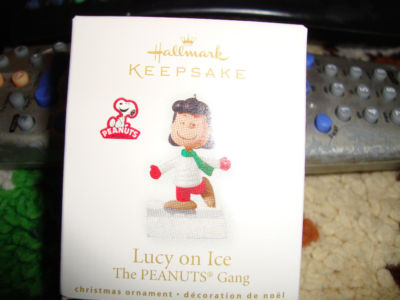 Hallmark
KEEPSAKE
PEANUTS
Lucy on Ice
The PEANUTS® Gang
christmas ornament • décoration de noël